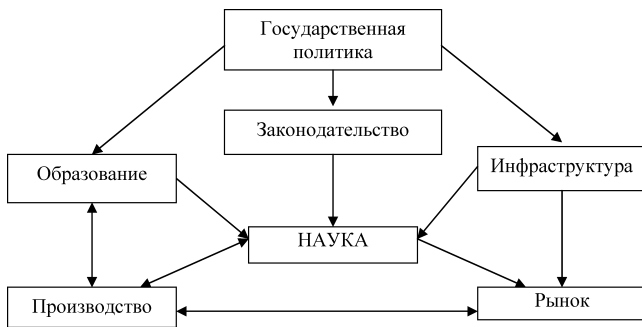 Государственная
политика
Законодательство
Образование
Инфраструктура
НАУКА
Производство
Рынок